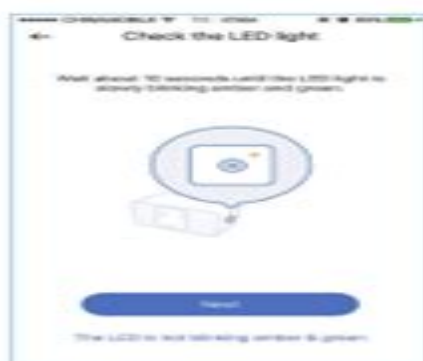 Check the LED light
Wait about 10 seconds until the LED light is
slowly blinking amber and green.
Next
The LED is not blinking amber & green